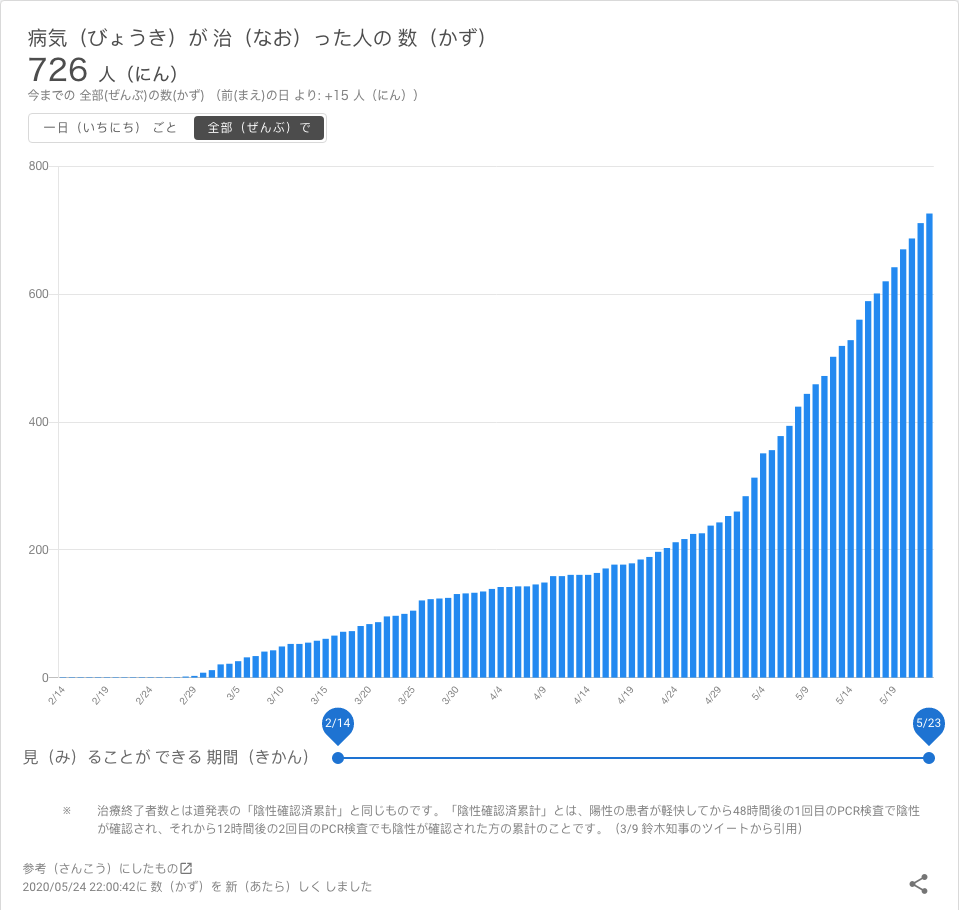 病気（びょうき）が 治（なお）った人の 数（かず）
726 人（にん）
今までの 全部(ぜんぶ)の数(かず) （前(まえ)の日 より: +15 人（にん））
一日（いちにち） ごと
全部（ぜんぶ）で
800
600
400
200
0
2/14 2/19 2/24 2/29 3/5 3/10 3/15 3/20 3/25 3/30 4/4 4/9 4/14 4/19 4/24 4/29 5/4 5/9 5/14 5/19
2/14 5/23
見（み）ることが できる 期間（きかん）
※ 治療終了者数とは道発表の「陰性確認済累計」と同じものです。「陰性確認済累計」とは、陽性の患者が軽快してから48時間後の1回目のPCR検査で陰性
が確認され、それから12時間後の2回目のPCR検査でも陰性が確認された方の累計のことです。（3/9 鈴木知事のツイートから引用）
参考（さんこう）にしたもの
2020/05/24 22:00:42に 数（かず）を 新（あたら）しく しました